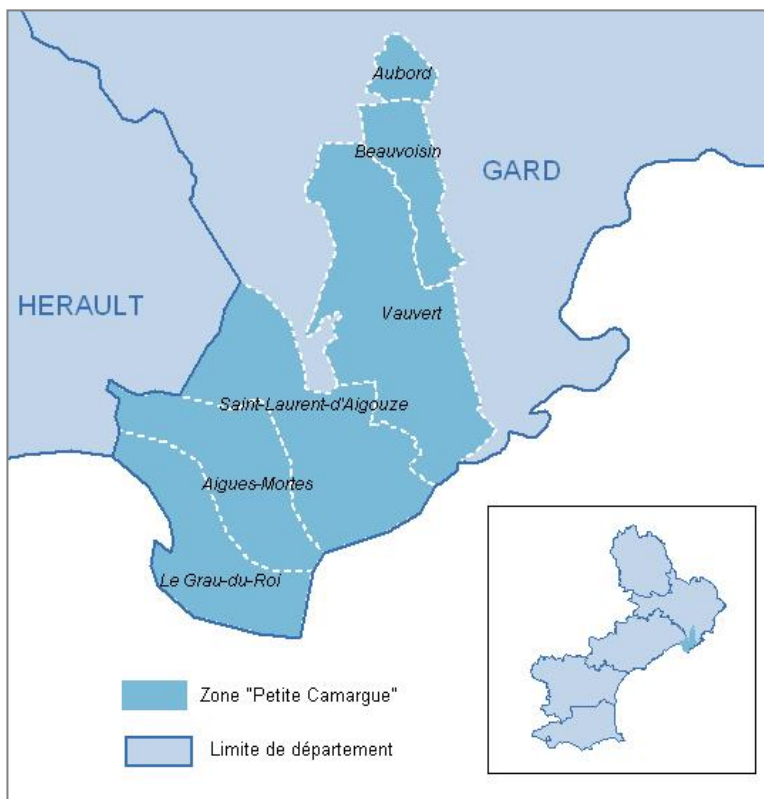 Aubord
Beauvoisin
GARD
HERAULT
Vauvert
Saint-Laurent-d'Aigouze
Aigues-Mortes
Le Grau-du-Roi
Zone "Petite Camargue"
Limite de département